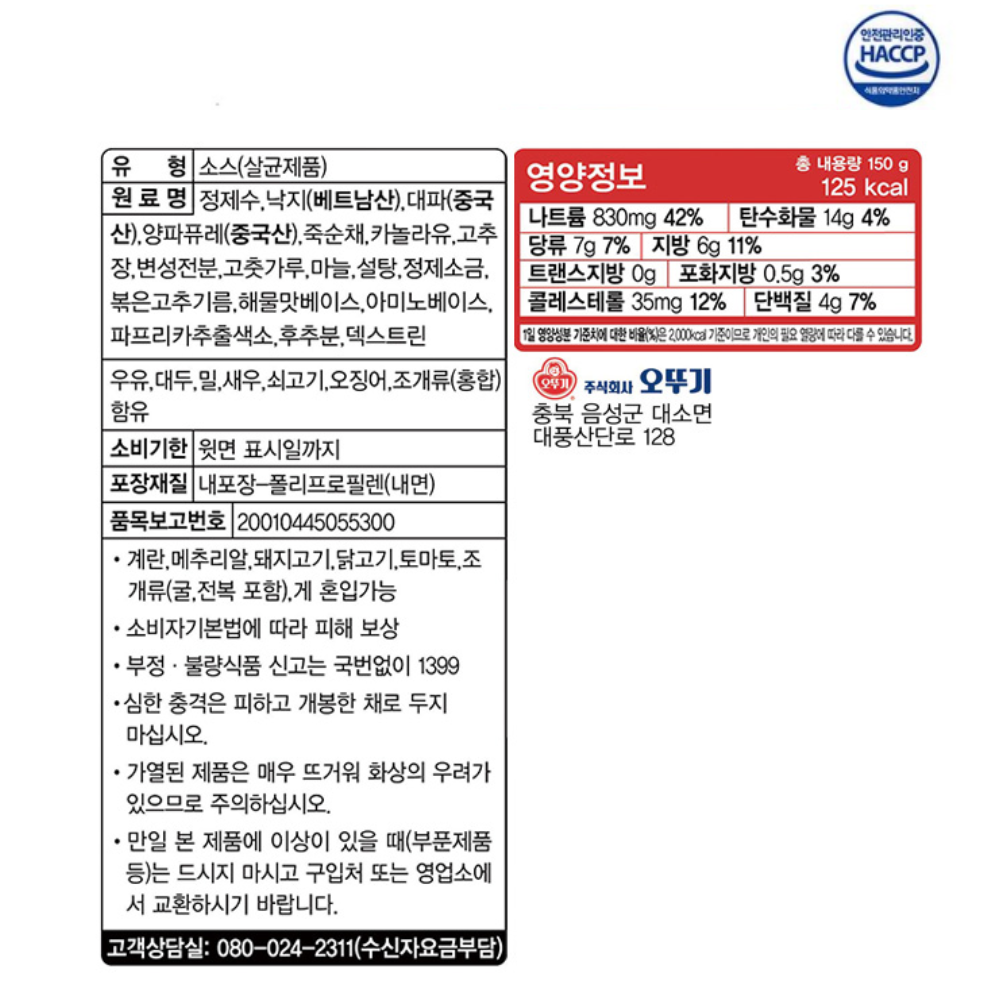 안전관리인증
HACCP
식품의약품안전처
유 형 소스(살균제품)
원 료 명 정제수,낙지(베트남산),대파(중국
산),양파퓨레(중국산),죽순채,카놀라유,고추
장,변성전분,고춧가루,마늘,설탕,정제소금,
볶은고추기름,해물맛베이스,아미노베이스,
파프리카추출색소,후추분,덱스트린
우유,대두,밀,새우,쇠고기,오징어,조개류(홍합)
함유
소비기한 윗면 표시일까지
포장재질 내포장-폴리프로필렌(내면)
품목보고번호 20010445055300
• 계란,메추리알,돼지고기,닭고기,토마토,조
개류(굴,전복 포함),게 혼입가능
• 소비자기본법에 따라 피해 보상
• 부정 · 불량식품 신고는 국번없이 1399
• 심한 충격은 피하고 개봉한 채로 두지
마십시오.
• 가열된 제품은 매우 뜨거워 화상의 우려가
있으므로 주의하십시오.
• 만일 본 제품에 이상이 있을 때(부푼제품
등)는 드시지 마시고 구입처 또는 영업소에
서 교환하시기 바랍니다.
고객상담실: 080-024-2311(수신자요금부담)
영양정보
총 내용량 150 g
125 kcal
나트륨 830mg 42% 탄수화물 14g 4%
당류 7g 7% 지방 6g 11%
트랜스지방 0g 포화지방 0.5g 3%
콜레스테롤 35mg 12% 단백질 4g 7%
1일 영양성분 기준치에 대한 비율(%)은 2,000kcal 기준이므로 개인의 필요 열량에 따라 다를 수 있습니다.
오뚜기 주식회사 오뚜기
충북 음성군 대소면
대풍산단로 128